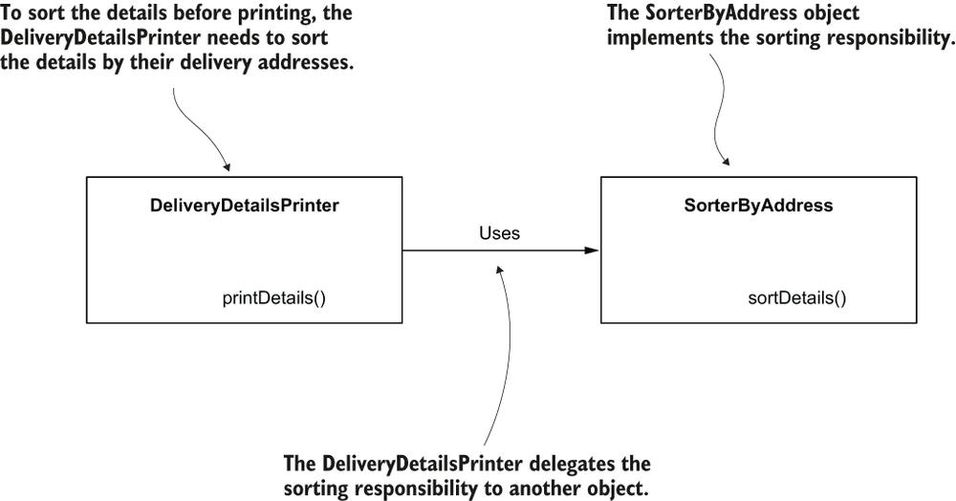 To sort the details before printing, the
DeliveryDetailsPrinter needs to sort
the details by their delivery addresses.
The SorterByAddress object
implements the sorting responsibility.
DeliveryDetailsPrinter
printDetails()
Uses
SorterByAddress
sortDetails()
The DeliveryDetailsPrinter delegates the
sorting responsibility to another object.